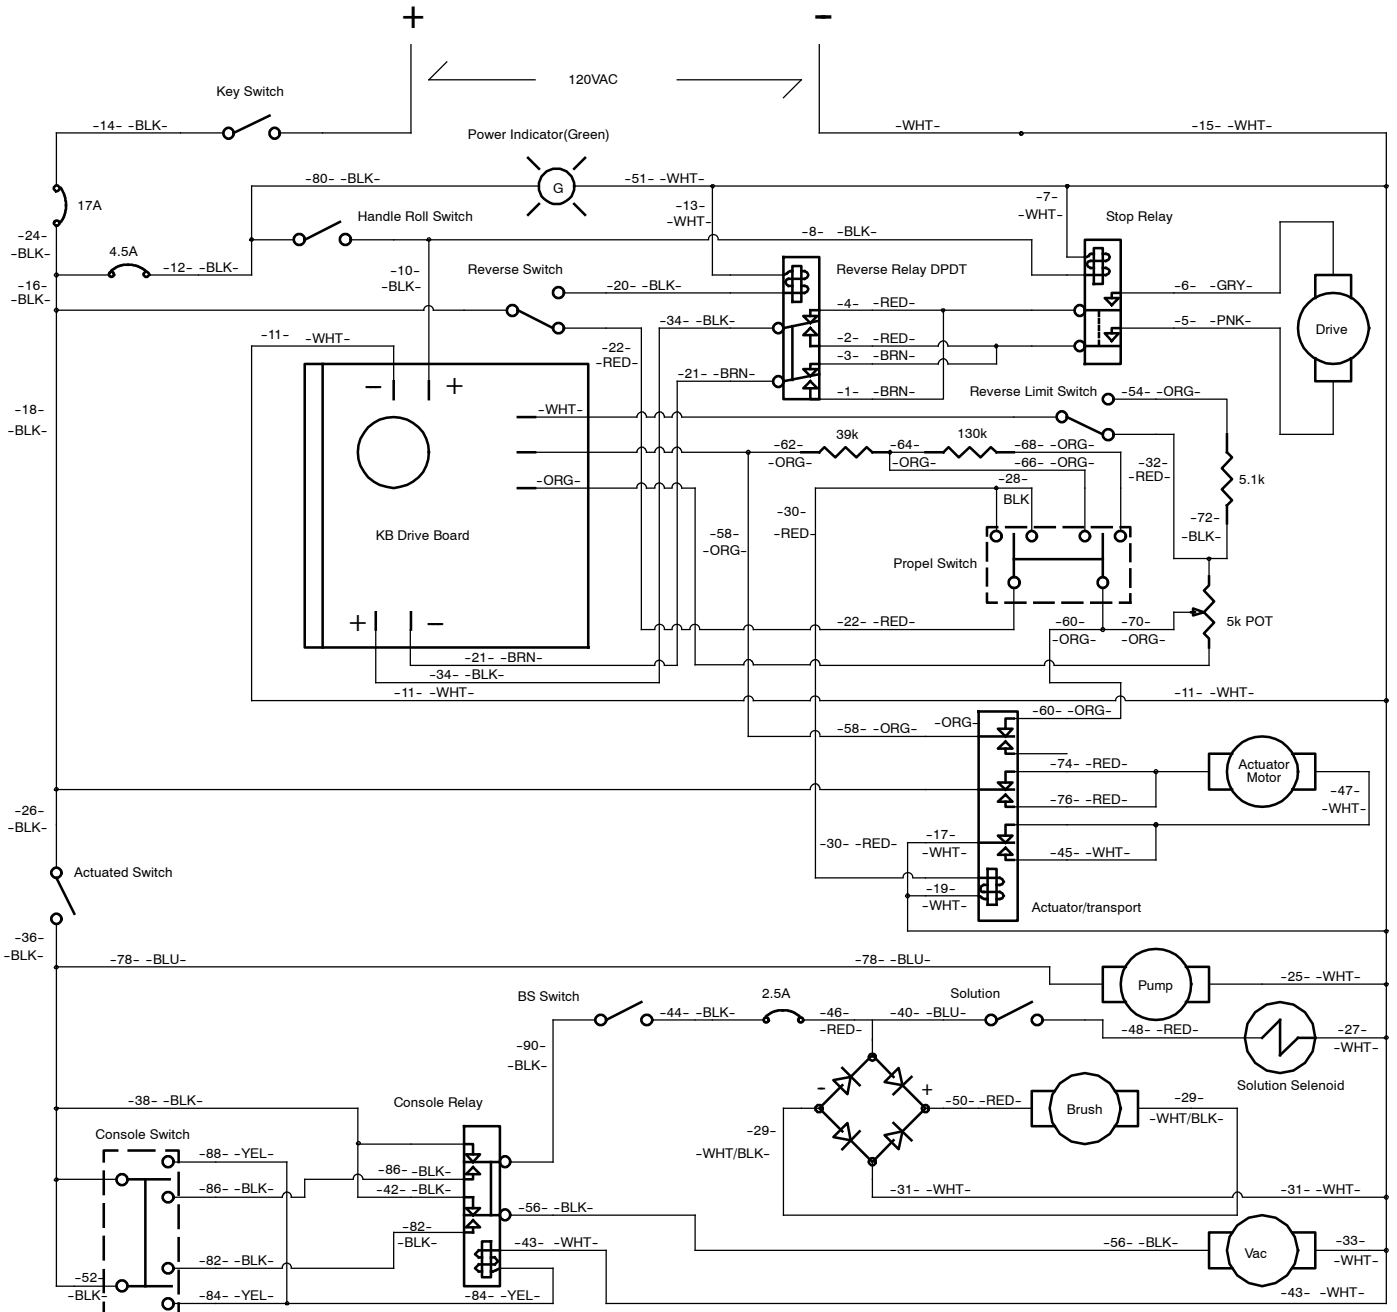 +
-
120VAC
Key Switch
-14- -BLK-
Power Indicator(Green)
-WHT-
-15- -WHT-
-80- -BLK-
G
-51- -WHT-
-13-
-WHT-
-7-
-WHT-
Stop Relay
17A
Handle Roll Switch
-8- -BLK-
-24-
-BLK-
4.5A
-12- -BLK-
-10-
-BLK-
Reverse Switch
Reverse Relay DPDT
-16-
-BLK-
-20- -BLK-
-6- -GRY-
-4- -RED-
-34- -BLK-
-5- -PNK-
Drive
-11- -WHT-
-22-
-RED-
-2- -RED-
-3- -BRN-
-21- -BRN-
-
+
-1- -BRN-
Reverse Limit Switch
-54- -ORG-
-18-
-BLK-
-WHT-
39k
130k
-62-
-ORG-
-64-
-ORG-
-68- -ORG-
-66- -ORG-
-32-
-RED-
5.1k
-ORG-
-28-
BLK
-30-
-RED-
-72-
-BLK-
KB Drive Board
-58-
-ORG-
Propel Switch
+
-
-22- -RED-
-60-
-ORG-
-70-
-ORG-
5k POT
-21- -BRN-
-34- -BLK-
-11- -WHT-
-11- -WHT-
-60- -ORG-
-58- -ORG-
-ORG-
-74- -RED-
Actuator
Motor
-76- -RED-
-47-
-WHT-
-26-
-BLK-
-30- -RED-
-17-
-WHT-
-45- -WHT-
Actuated Switch
-19-
-WHT-
Actuator/transport
-36-
-BLK-
-78- -BLU-
-78- -BLU-
Pump
-25- -WHT-
BS Switch
2.5A
Solution
-44- -BLK-
-46-
-RED-
-40- -BLU-
-48- -RED-
-27-
-WHT-
-90-
-BLK-
Solution Selenoid
-
+
-38- -BLK-
Console Relay
-50- -RED-
Brush
-29-
-WHT/BLK-
Console Switch
-29-
-WHT/BLK-
-88- -YEL-
-86- -BLK-
-86- -BLK-
-42- -BLK-
-31- -WHT-
-31- -WHT-
-56- -BLK-
-82-
-BLK-
-43- -WHT-
-56- -BLK-
Vac
-33-
-WHT-
-82- -BLK-
-52-
-BLK-
-84- -YEL-
-84- -YEL-
-43- -WHT-